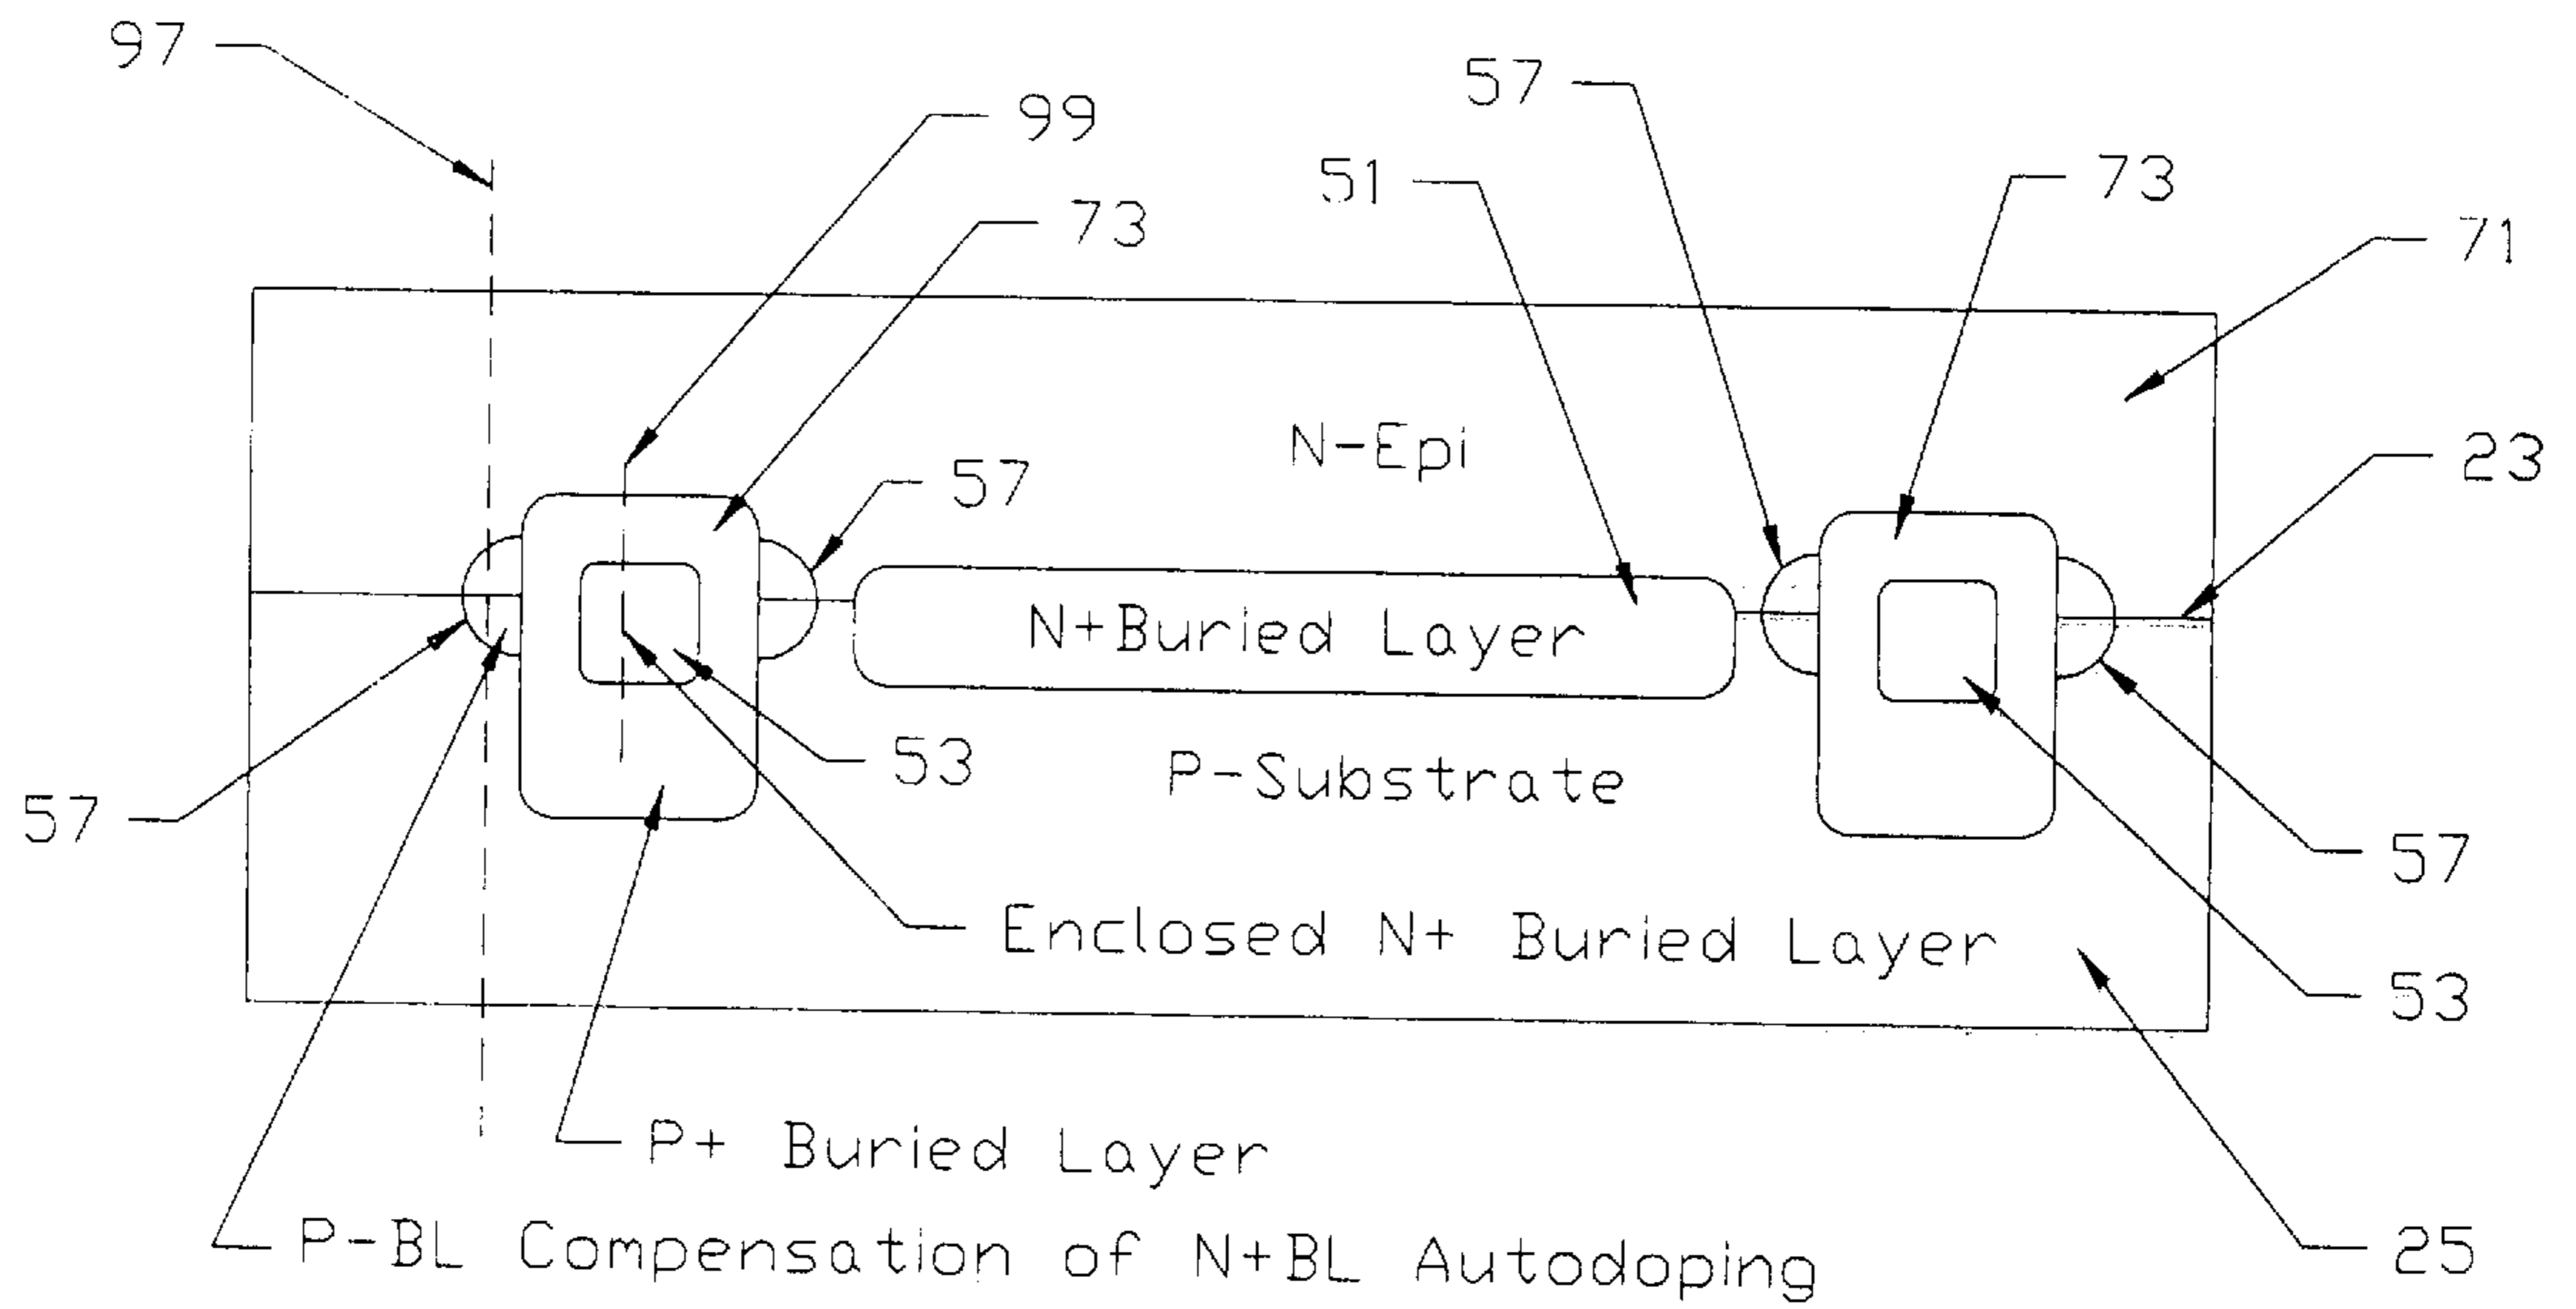 97
57
99
51
73
73
71
N-Epi
23
57
N+Buried Layer
53
P-Substrate
57
57
Enclosed N+ Buried Layer
53
P+ Buried Layer
P-BL Compensation of N+BL Autodoping
25